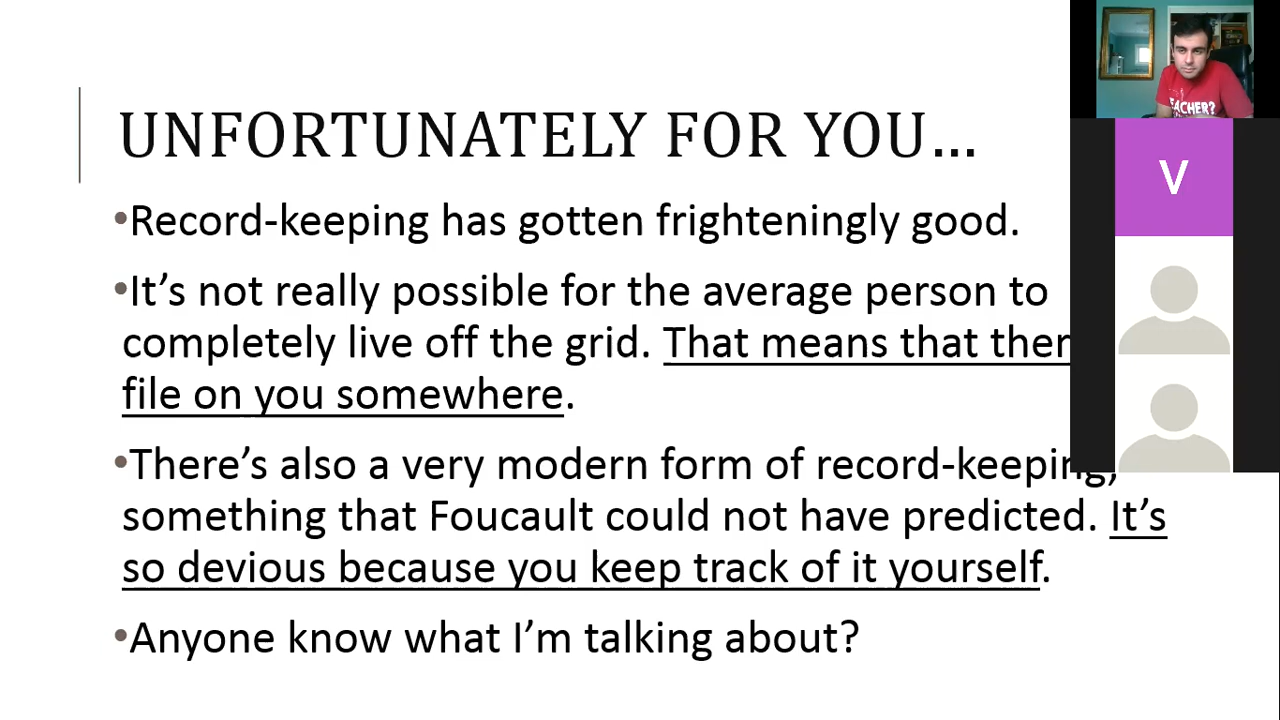 UNFORTUNATELY FOR YOU…
•Record-keeping has gotten frighteningly good.
•It's not really possible for the average person to
completely live off the grid. That means that
file on you somewhere.
•There's also a very modern form of record-keeping,
something that Foucault could not have predicted. It's
so devious because you keep track of it yourself.
•Anyone know what I'm talking about?
EACHER?
V